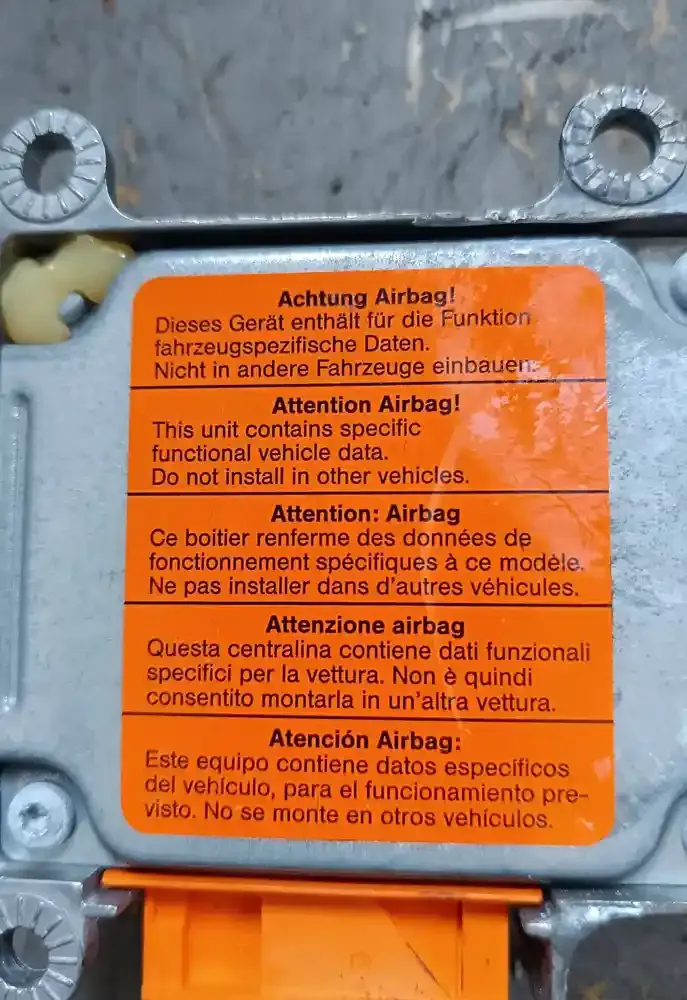 Achtung Airbag!
Dieses Gerät enthält für die Funktion
fahrzeugspezifische Daten.
Nicht in andere Fahrzeuge einbauen.
Attention Airbag!
This unit contains specific
functional vehicle data.
Do not install in other vehicles.
Attention: Airbag
Ce boitier renferme des données de
fonctionnement spécifiques à ce modèle.
Ne pas installer dans d'autres véhicules.
Attenzione airbag
Questa centralina contiene dati funzionali
specifici per la vettura. Non è quindi
consentito montarla in un'altra vettura.
Atención Airbag:
Este equipo contiene datos específicos
del vehículo, para el funcionamiento pre-
visto. No se monte en otros vehículos.